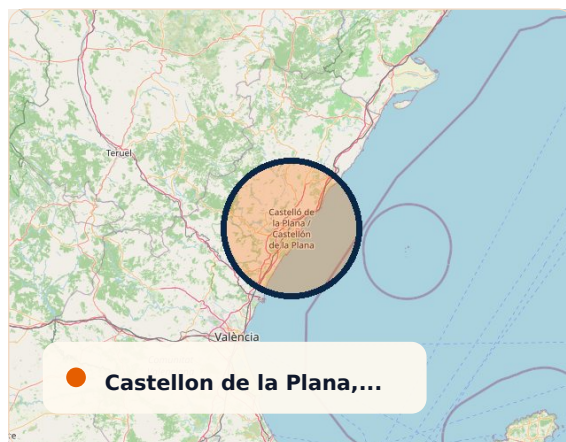 Teruel
Castelló de
la Plana /
Castellón
de la Plana
València
Castellon de la Plana,...